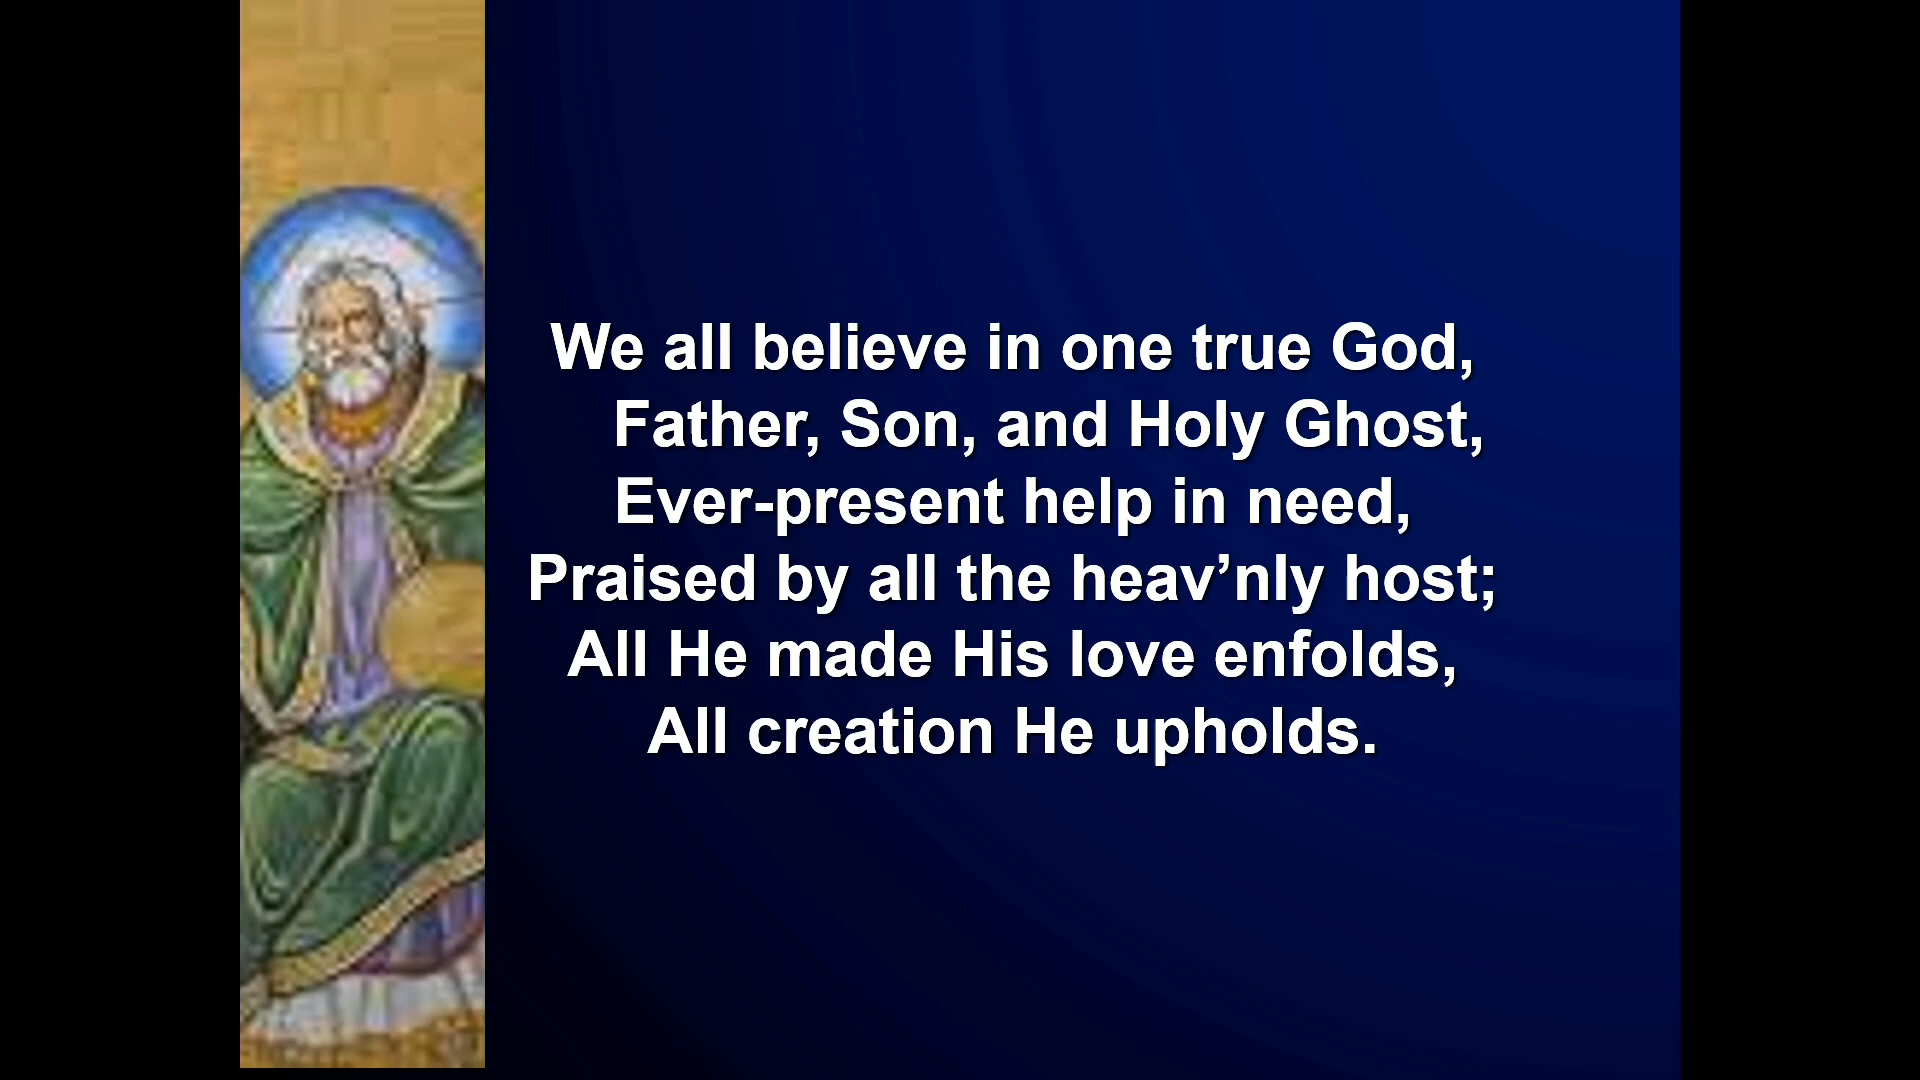 We all believe in one true God,
Father, Son, and Holy Ghost,
Ever-present help in need,
Praised by all the heav’nly host;
All He made His love enfolds,
All creation He upholds.